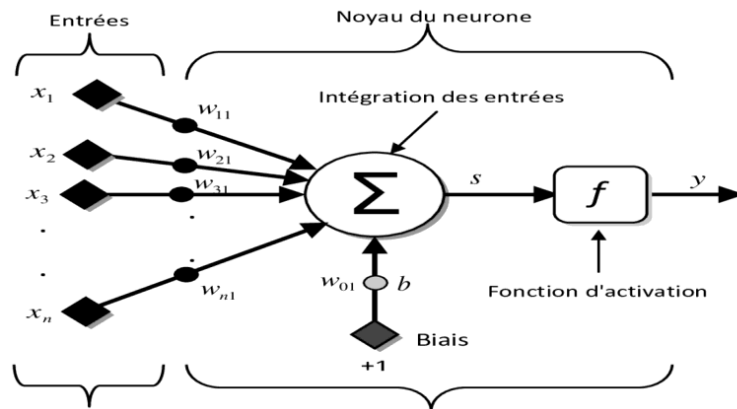 Entrées
Noyau du neurone
x₁
w₁₁
Intégration des entrées
x₂
w₂₁
x₃
w₃₁
Σ
s
f
y
.
.
.
.
xₙ
wₙ₁
w₀₁
b
Fonction d'activation
Biais
+1